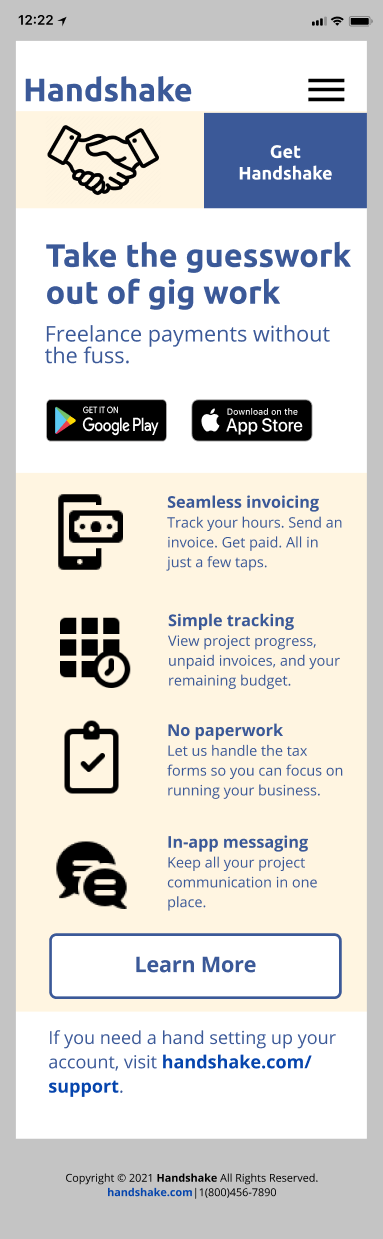 12:22
Handshake
Get
Handshake
Take the guesswork
out of gig work
Freelance payments without
the fuss.
GET IT ON
Google Play
Download on the
App Store
Seamless invoicing
Track your hours. Send an
invoice. Get paid. All in
just a few taps.
Simple tracking
View project progress,
unpaid invoices, and your
remaining budget.
No paperwork
Let us handle the tax
forms so you can focus on
running your business.
In-app messaging
Keep all your project
communication in one
place.
Learn More
If you need a hand setting up your
account, visit handshake.com/
support.
Copyright © 2021 Handshake All Rights Reserved.
handshake.com|1(800)456-7890